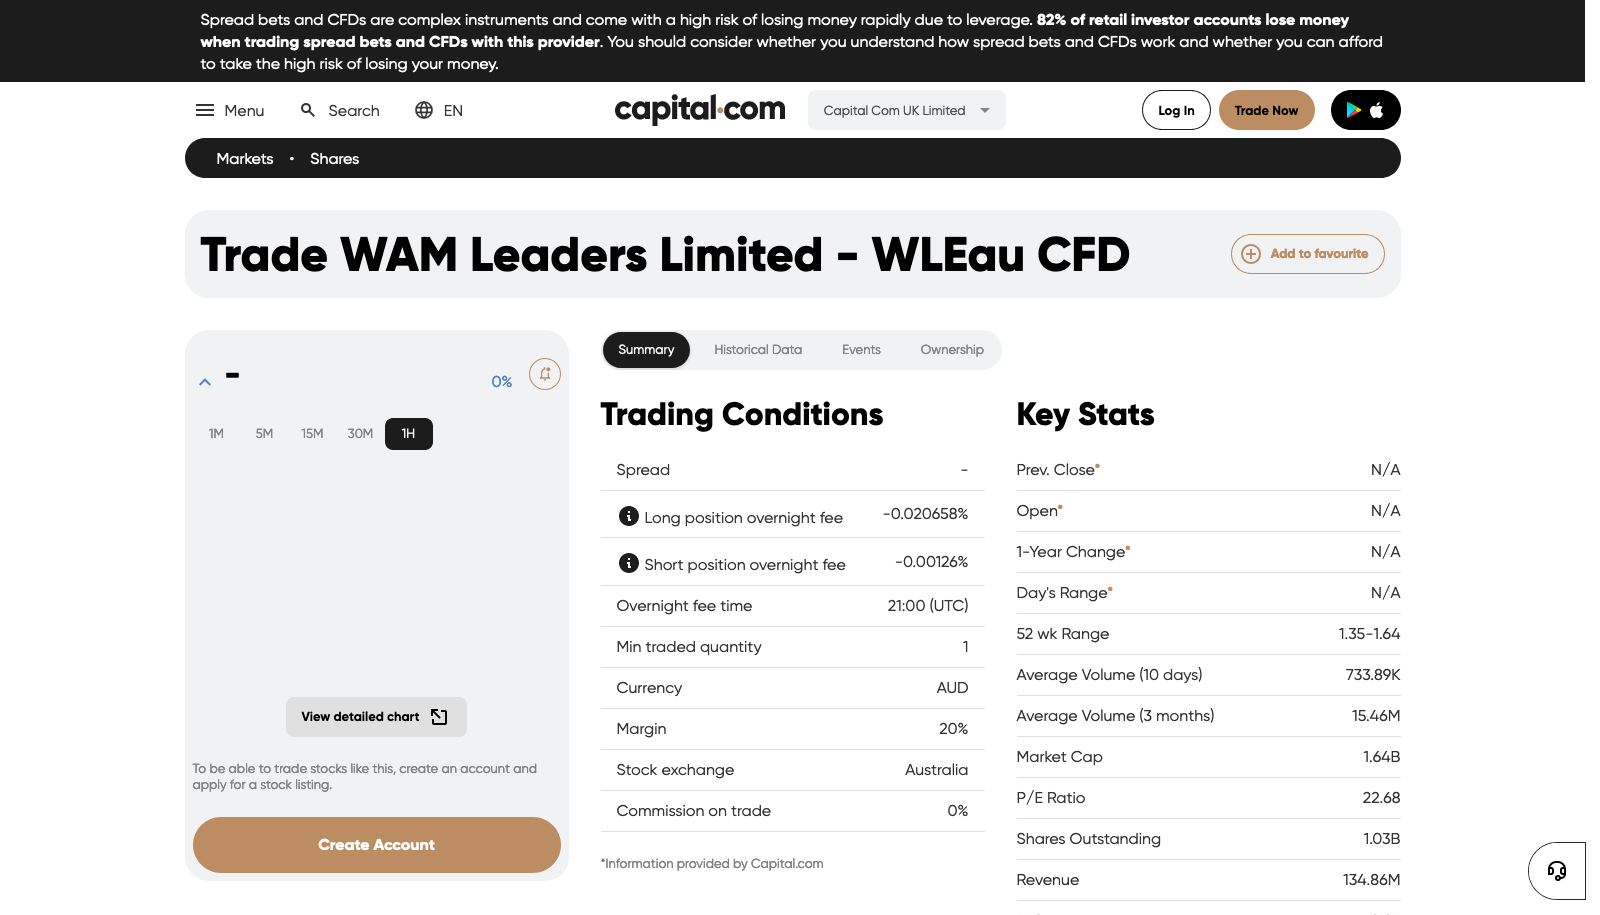 Spread bets and CFDs are complex instruments and come with a high risk of losing money rapidly due to leverage. 82% of retail investor accounts lose money
when trading spread bets and CFDs with this provider. You should consider whether you understand how spread bets and CFDs work and whether you can afford
to take the high risk of losing your money.
Menu Search EN capital.com Capital Com UK Limited Log In Trade Now
Markets • Shares
Trade WAM Leaders Limited - WLEau CFD Add to favourite
- 0%
1M 5M 15M 30M 1H
View detailed chart
To be able to trade stocks like this, create an account and
apply for a stock listing.
Create Account
Summary Historical Data Events Ownership
Trading Conditions
Spread -
Long position overnight fee -0.020658%
Short position overnight fee -0.00126%
Overnight fee time 21:00 (UTC)
Min traded quantity 1
Currency AUD
Margin 20%
Stock exchange Australia
Commission on trade 0%
*Information provided by Capital.com
Key Stats
Prev. Close* N/A
Open* N/A
1-Year Change* N/A
Day's Range* N/A
52 wk Range 1.35-1.64
Average Volume (10 days) 733.89K
Average Volume (3 months) 15.46M
Market Cap 1.64B
P/E Ratio 22.68
Shares Outstanding 1.03B
Revenue 134.86M